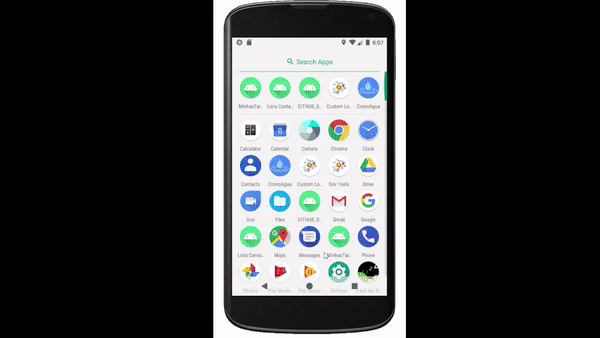 8:07
Search Apps
MinhasTar... Lista Conta... GITHUB_D... Custom Lo... CronoAgua
Calculator Calendar Camera Chrome Clock
Contacts CronoAgua Custom Lo... Dev Tools Drive
Duo Files GITHUB_D... Gmail Google
Lista Conta... Maps Messages MinhasTar... Phone
Photos Play Movie... Play Music Settings